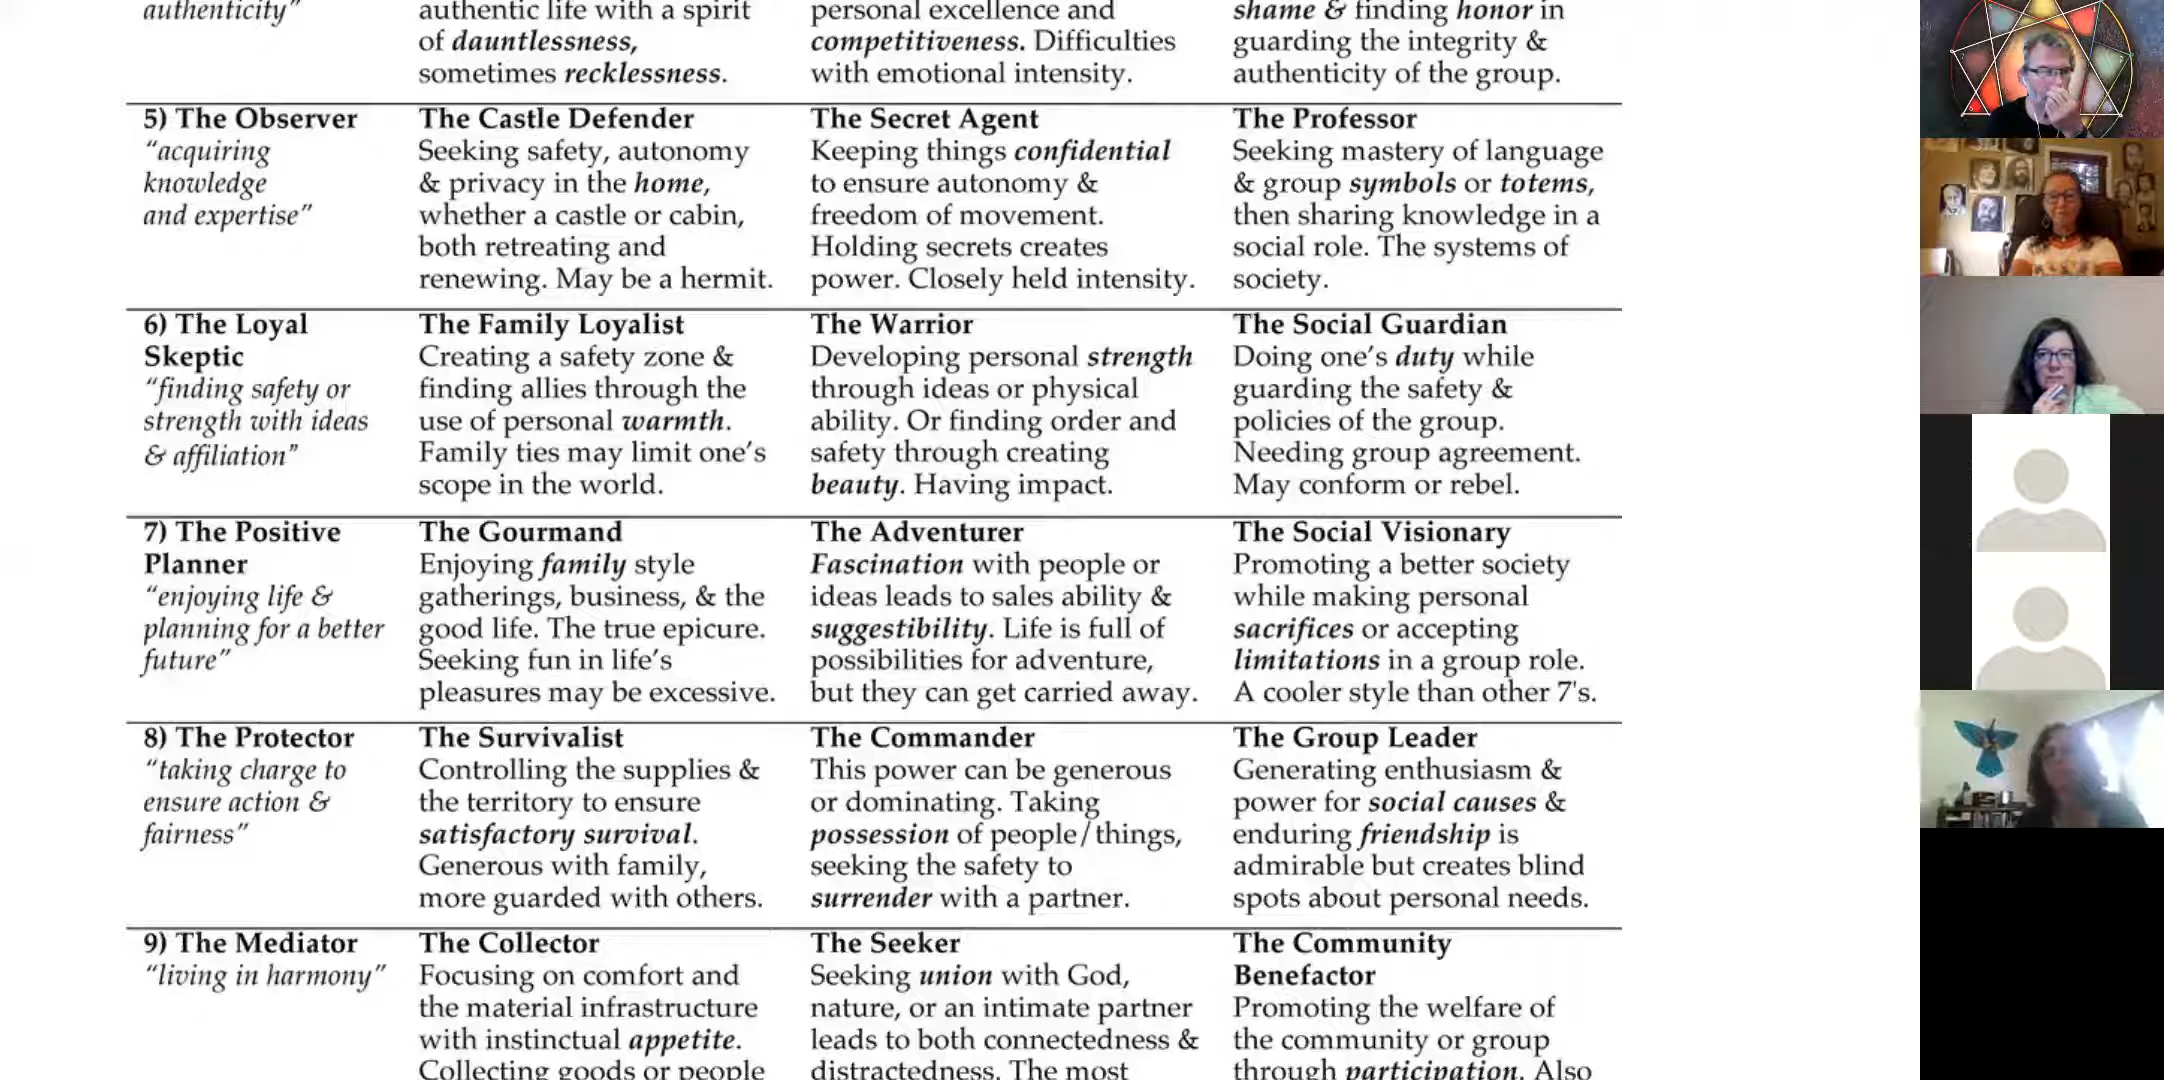 authenticity”
authentic life with a spirit
of dauntlessness,
sometimes recklessness.
personal excellence and
competitiveness. Difficulties
with emotional intensity.
shame & finding honor in
guarding the integrity &
authenticity of the group.
5) The Observer
“acquiring
knowledge
and expertise”
The Castle Defender
Seeking safety, autonomy
& privacy in the home,
whether a castle or cabin,
both retreating and
renewing. May be a hermit.
The Secret Agent
Keeping things confidential
to ensure autonomy &
freedom of movement.
Holding secrets creates
power. Closely held intensity.
The Professor
Seeking mastery of language
& group symbols or totems,
then sharing knowledge in a
social role. The systems of
society.
6) The Loyal
Skeptic
“finding safety or
strength with ideas
& affiliation”
The Family Loyalist
Creating a safety zone &
finding allies through the
use of personal warmth.
Family ties may limit one’s
scope in the world.
The Warrior
Developing personal strength
through ideas or physical
ability. Or finding order and
safety through creating
beauty. Having impact.
The Social Guardian
Doing one’s duty while
guarding the safety &
policies of the group.
Needing group agreement.
May conform or rebel.
7) The Positive
Planner
“enjoying life &
planning for a better
future”
The Gourmand
Enjoying family style
gatherings, business, & the
good life. The true epicure.
Seeking fun in life’s
pleasures may be excessive.
The Adventurer
Fascination with people or
ideas leads to sales ability &
suggestibility. Life is full of
possibilities for adventure,
but they can get carried away.
The Social Visionary
Promoting a better society
while making personal
sacrifices or accepting
limitations in a group role.
A cooler style than other 7's.
8) The Protector
“taking charge to
ensure action &
fairness”
The Survivalist
Controlling the supplies &
the territory to ensure
satisfactory survival.
Generous with family,
more guarded with others.
The Commander
This power can be generous
or dominating. Taking
possession of people/things,
seeking the safety to
surrender with a partner.
The Group Leader
Generating enthusiasm &
power for social causes &
enduring friendship is
admirable but creates blind
spots about personal needs.
9) The Mediator
“living in harmony”
The Collector
Focusing on comfort and
the material infrastructure
with instinctual appetite.
Collecting goods or people
The Seeker
Seeking union with God,
nature, or an intimate partner
leads to both connectedness &
distractedness. The most
The Community
Benefactor
Promoting the welfare of
the community or group
through participation. Also